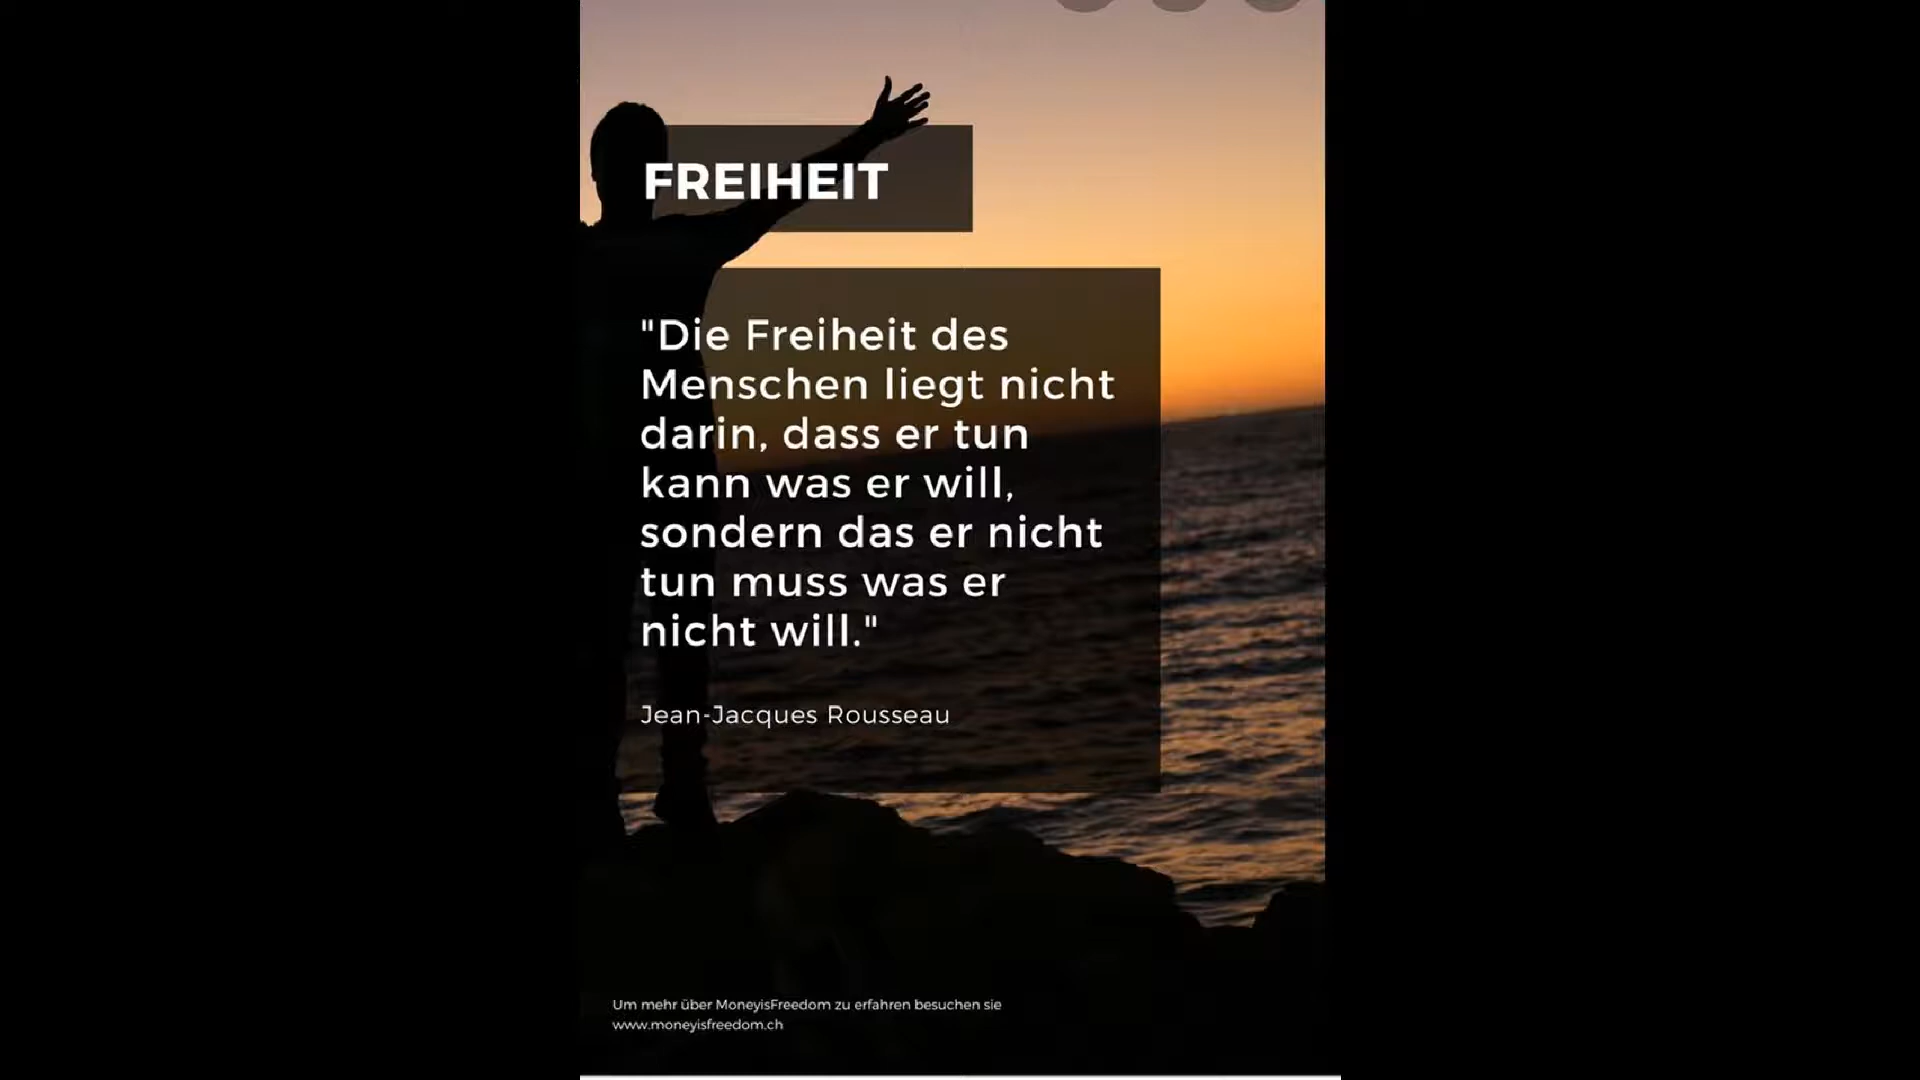 FREIHEIT
"Die Freiheit des
Menschen liegt nicht
darin, dass er tun
kann was er will,
sondern das er nicht
tun muss was er
nicht will."
Jean-Jacques Rousseau
Um mehr über MoneyisFreedom zu erfahren besuchen sie
www.moneyisfreedom.ch